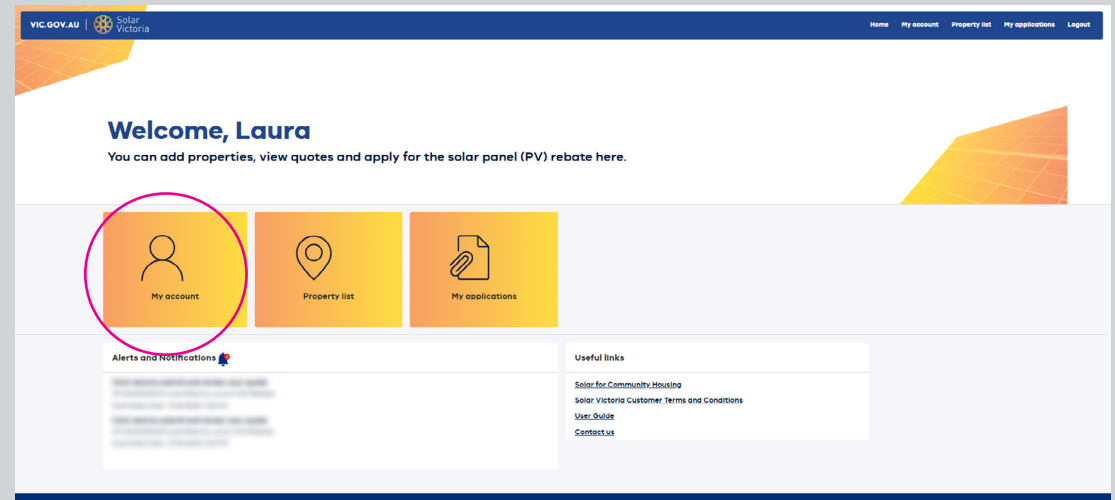 VIC.GOV.AU | Solar Victoria
Home My account Property list My applications Logout
Welcome, Laura
You can add properties, view quotes and apply for the solar panel (PV) rebate here.
My account
Property list
My applications
Alerts and Notifications
Useful links
Solar for Community Housing
Solar Victoria Customer Terms and Conditions
User Guide
Contact us